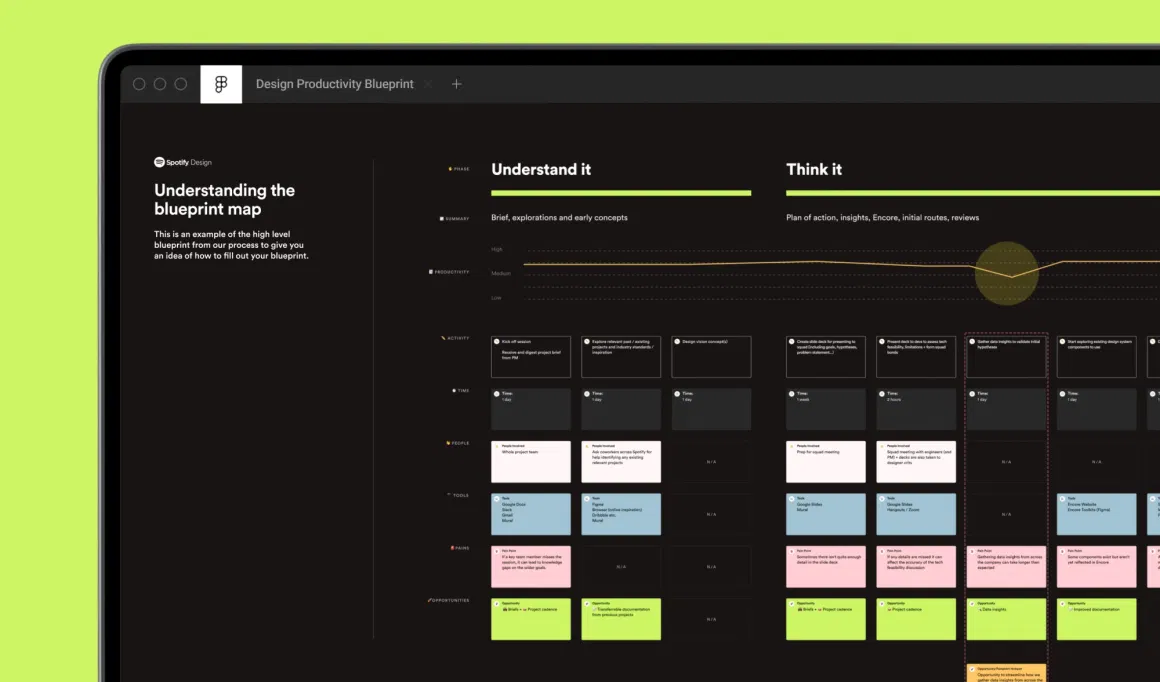 Design Productivity Blueprint
Spotify Design
Understanding the
blueprint map
This is an example of the high level
blueprint from our process to give you
an idea of how to fill out your blueprint.
PHASE
Understand it
Think it
SUMMARY
Brief, explorations and early concepts
Plan of action, insights, Encore, initial routes, reviews
PRODUCTIVITY
High
Medium
Low
ACTIVITY
Kick off session
Receive and digest project brief
from PM
Explore relevant past / existing
projects and industry standards /
inspiration
Design vision concept(s)
Create slide deck for presenting to
squad (including goals, hypotheses,
problem statement...)
Present deck to devs to assess tech
feasibility limitations + form squad
bonds
Gather data insights to validate initial
hypotheses
Start exploring existing design system
components to use
TIME
Time:
1 day
Time:
1 day
Time:
1 day
Time:
1 week
Time:
2 hours
Time:
1 day
Time:
1 day
PEOPLE
People Involved
Whole project team
People Involved
Ask coworkers across Spotify for
help identifying any existing
relevant projects
N/A
People Involved
Prep for squad meeting
People Involved
Squad meeting with engineers (and
PM) + decks are also taken to
designer crits
N/A
N/A
TOOLS
Tools
Google Docs
Slack
Gmail
Mural
Tools
Figma
Browser (online inspiration)
Dribbble etc.
Mural
N/A
Tools
Google Slides
Mural
Tools
Google Slides
Hangouts / Zoom
N/A
Tools
Encore Website
Encore Toolkits (Figma)
PAINS
Pain Point
If a key team member misses the
session, it can lead to knowledge
gaps on the wider goals
N/A
N/A
Pain Point
Sometimes there isn't quite enough
detail in the slide deck
Pain Point
If any details are missed it can
affect the accuracy of the tech
feasibility discussion
Pain Point
Gathering data insights from across
the company can take longer than
expected
Pain Point
Some components exist but aren't
yet reflected in Encore
OPPORTUNITIES
Opportunity
Briefs + Project cadence
Opportunity
Transferrable documentation
from previous projects
N/A
Opportunity
Briefs + Project cadence
Opportunity
Project cadence
Opportunity
Data insights
Opportunity
Improved documentation
Opportunity to streamline how we
gather data insights from across the